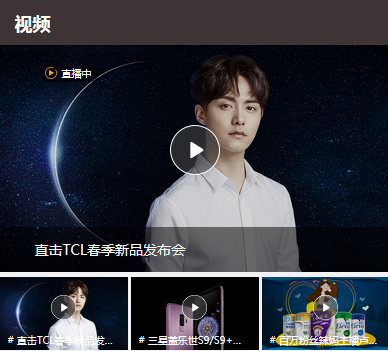 视频
直播中
直击TCL春季新品发布会
# 直击TCL春季新品发...
# 三星盖乐世S9/S9+...
# 百万粉丝辣妈主播卢...